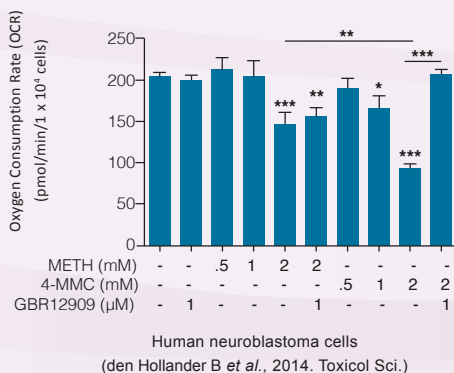 Oxygen Consumption Rate (OCR)
(pmol/min/1 x 10⁴ cells)
250
200
150
100
50
0
**
***
***
**
*
***
METH (mM) - - .5 1 2 2 - - - -
4-MMC (mM) - - - - - - .5 1 2 2
GBR12909 (µM) - 1 - - - 1 - - - 1
Human neuroblastoma cells
(den Hollander B et al., 2014. Toxicol Sci.)